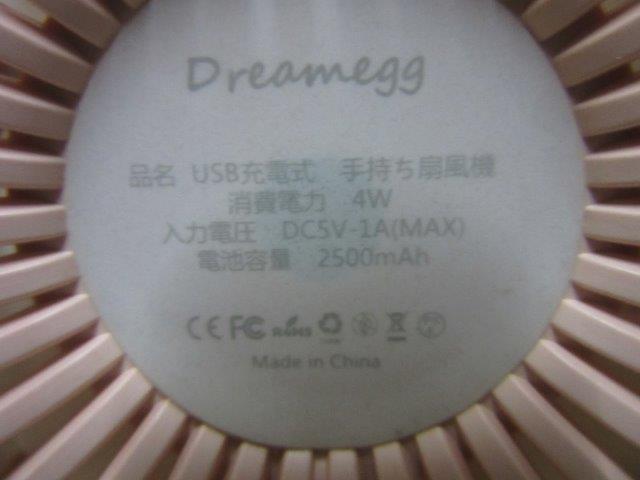 Dreamegg
品名 USB充電式 手持ち扇風機
消費電力 4W
入力電圧 DC5V-1A(MAX)
電池容量 2500mAh
CE FC RoHS
Made in China